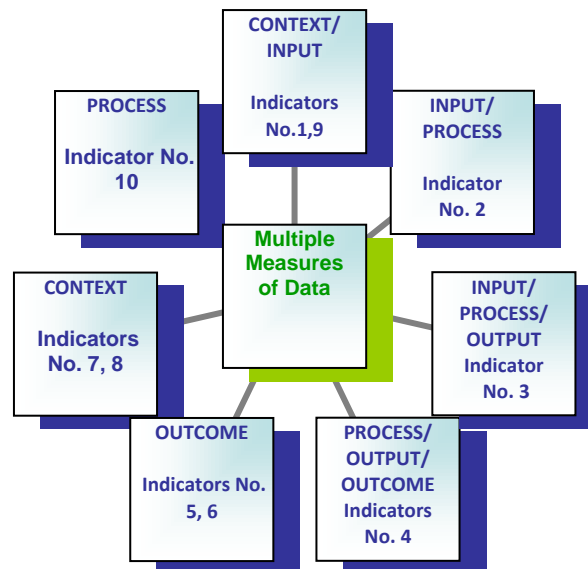 CONTEXT/
INPUT
Indicators
No.1,9
INPUT/
PROCESS
Indicator
No. 2
INPUT/
PROCESS/
OUTPUT
Indicator
No. 3
PROCESS/
OUTPUT/
OUTCOME
Indicators
No. 4
OUTCOME
Indicators No.
5, 6
CONTEXT
Indicators
No. 7, 8
PROCESS
Indicator No.
10
Multiple
Measures
of Data